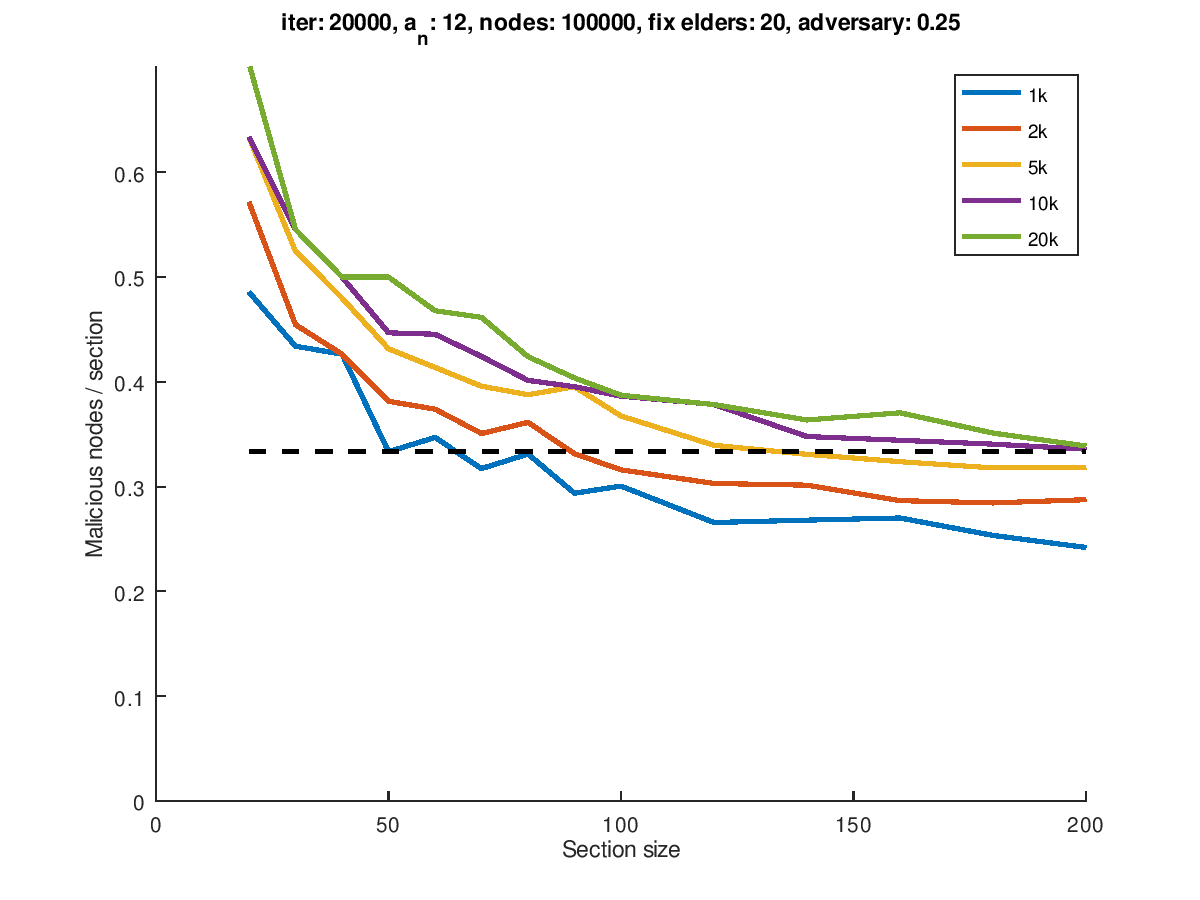 iter: 20000, a_n: 12, nodes: 100000, fix elders: 20, adversary: 0.25
1k
2k
5k
10k
20k
0.6
0.5
0.4
0.3
0.2
0.1
0
Malicious nodes / section
0
50
100
150
200
Section size